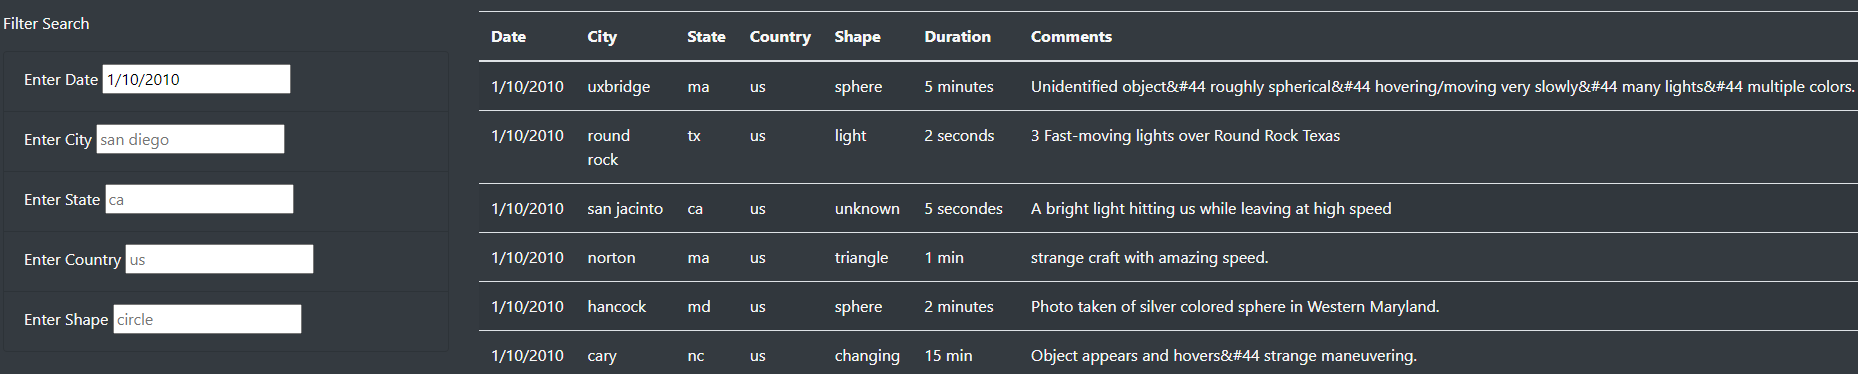 Filter Search
Enter Date 1/10/2010
Enter City san diego
Enter State ca
Enter Country us
Enter Shape circle
Date City State Country Shape Duration Comments
1/10/2010 uxbridge ma us sphere 5 minutes Unidentified object&#44 roughly spherical&#44 hovering/moving very slowly&#44 many lights&#44 multiple colors.
1/10/2010 round rock tx us light 2 seconds 3 Fast-moving lights over Round Rock Texas
1/10/2010 san jacinto ca us unknown 5 secondes A bright light hitting us while leaving at high speed
1/10/2010 norton ma us triangle 1 min strange craft with amazing speed.
1/10/2010 hancock md us sphere 2 minutes Photo taken of silver colored sphere in Western Maryland.
1/10/2010 cary nc us changing 15 min Object appears and hovers&#44 strange maneuvering.